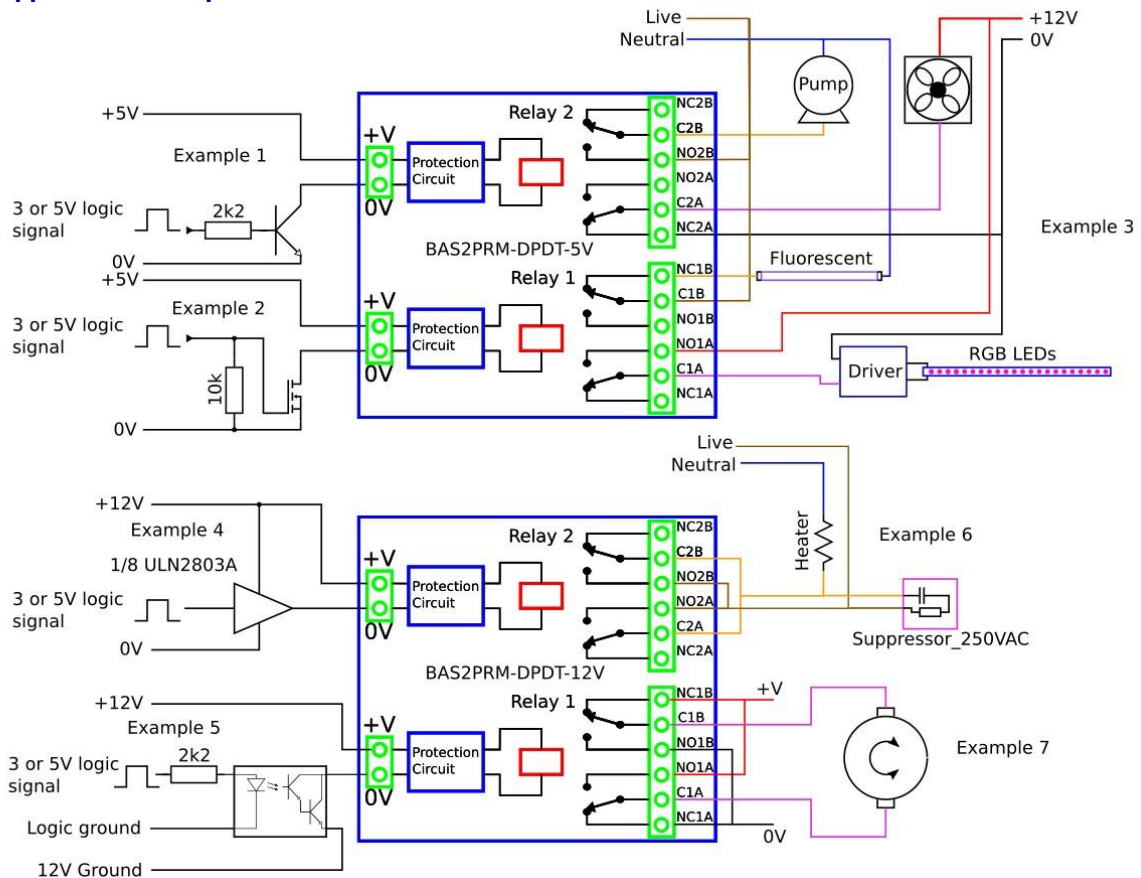 Live
Neutral
+12V
0V
Pump
+5V
Example 1
3 or 5V logic
signal
2k2
0V
+5V
Example 2
3 or 5V logic
signal
10k
0V
+V
0V
Protection
Circuit
Relay 2
NC2B
C2B
NO2B
NO2A
C2A
NC2A
BAS2PRM-DPDT-5V
+V
0V
Protection
Circuit
Relay 1
NC1B
C1B
NO1B
NO1A
C1A
NC1A
Example 3
Fluorescent
Driver
RGB LEDs
Live
Neutral
Heater
Example 6
Suppressor_250VAC
+12V
Example 4
1/8 ULN2803A
3 or 5V logic
signal
0V
+V
0V
Protection
Circuit
Relay 2
NC2B
C2B
NO2B
NO2A
C2A
NC2A
BAS2PRM-DPDT-12V
+12V
Example 5
2k2
3 or 5V logic
signal
Logic ground
12V Ground
+V
0V
Protection
Circuit
Relay 1
NC1B
C1B
NO1B
NO1A
C1A
NC1A
+V
0V
Example 7